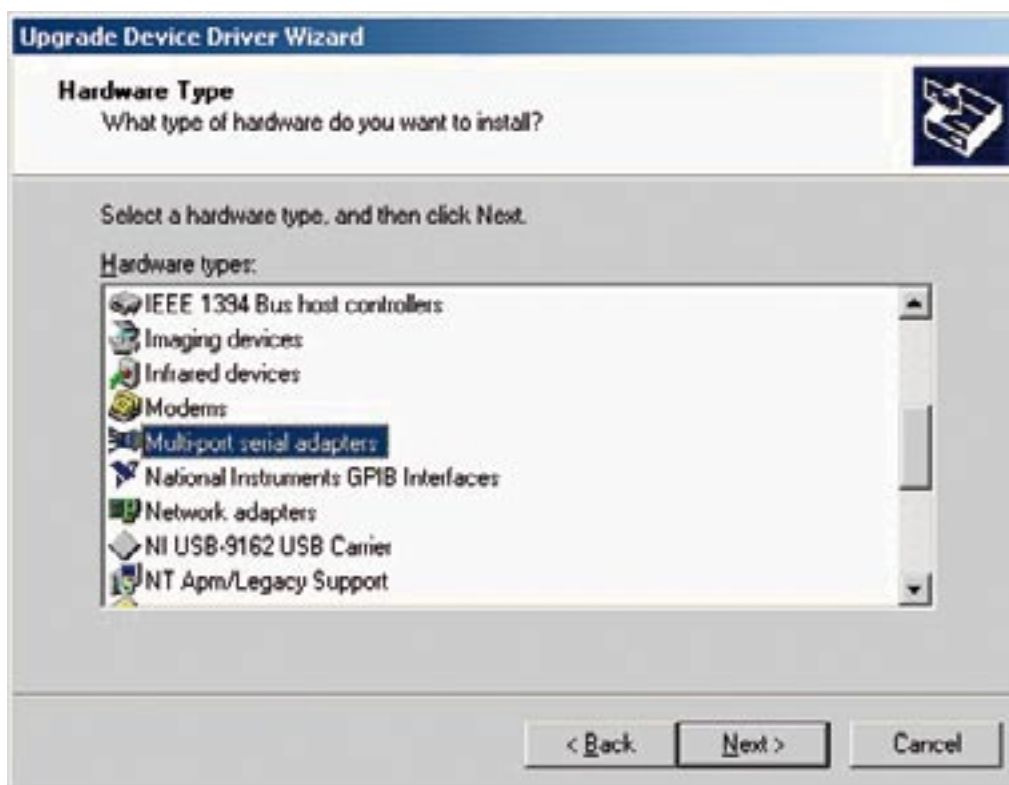 Upgrade Device Driver Wizard
Hardware Type
What type of hardware do you want to install?
Select a hardware type, and then click Next.
Hardware types:
IEEE 1394 Bus host controllers
Imaging devices
Infrared devices
Modems
Multi-port serial adapters
National Instruments GPIB Interfaces
Network adapters
NI USB-9162 USB Carrier
NT Apm/Legacy Support
< Back Next > Cancel